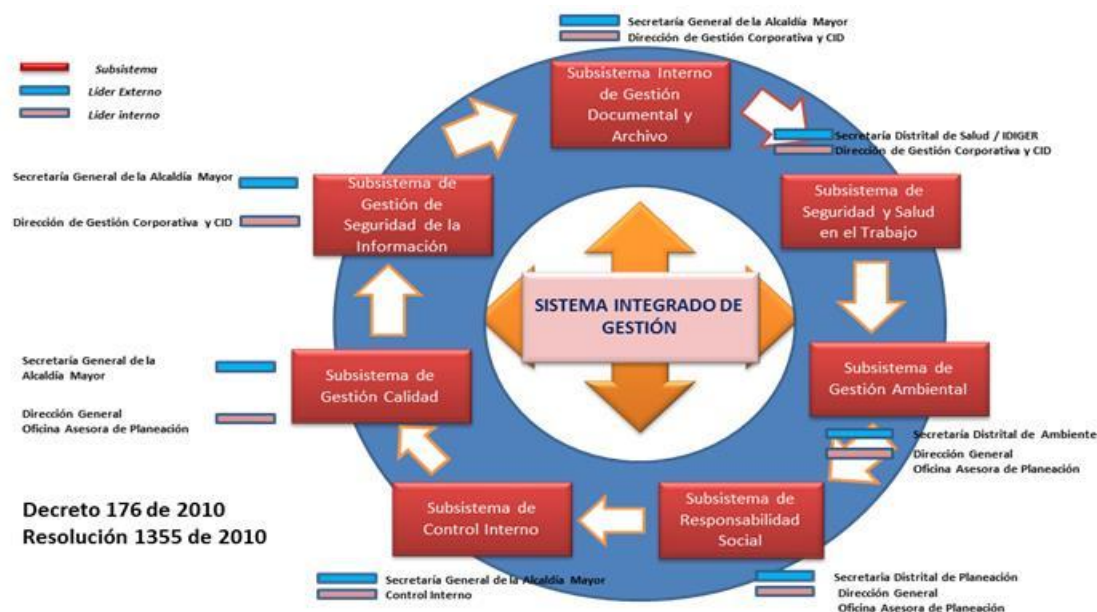 Secretaría General de la Alcaldía Mayor
Dirección de Gestión Corporativa y CID
Subsistema
Líder Externo
Líder interno
Subsistema Interno
de Gestión
Documental y
Archivo
Secretaría Distrital de Salud / IDIGER
Dirección de Gestión Corporativa y CID
Subsistema de
Seguridad y Salud
en el Trabajo
Secretaría General de la Alcaldía Mayor
Dirección de Gestión Corporativa y CID
Subsistema de
Gestión de
Seguridad de la
Información
SISTEMA INTEGRADO DE
GESTIÓN
Subsistema de
Gestión Ambiental
Secretaría Distrital de Ambiente
Dirección General
Oficina Asesora de Planeación
Secretaría General de la
Alcaldía Mayor
Dirección General
Oficina Asesora de Planeación
Subsistema de
Gestión Calidad
Subsistema de
Responsabilidad
Social
Secretaria Distrital de Planeación
Dirección General
Oficina Asesora de Planeación
Subsistema de
Control Interno
Secretaría General de la Alcaldía Mayor
Control Interno
Decreto 176 de 2010
Resolución 1355 de 2010